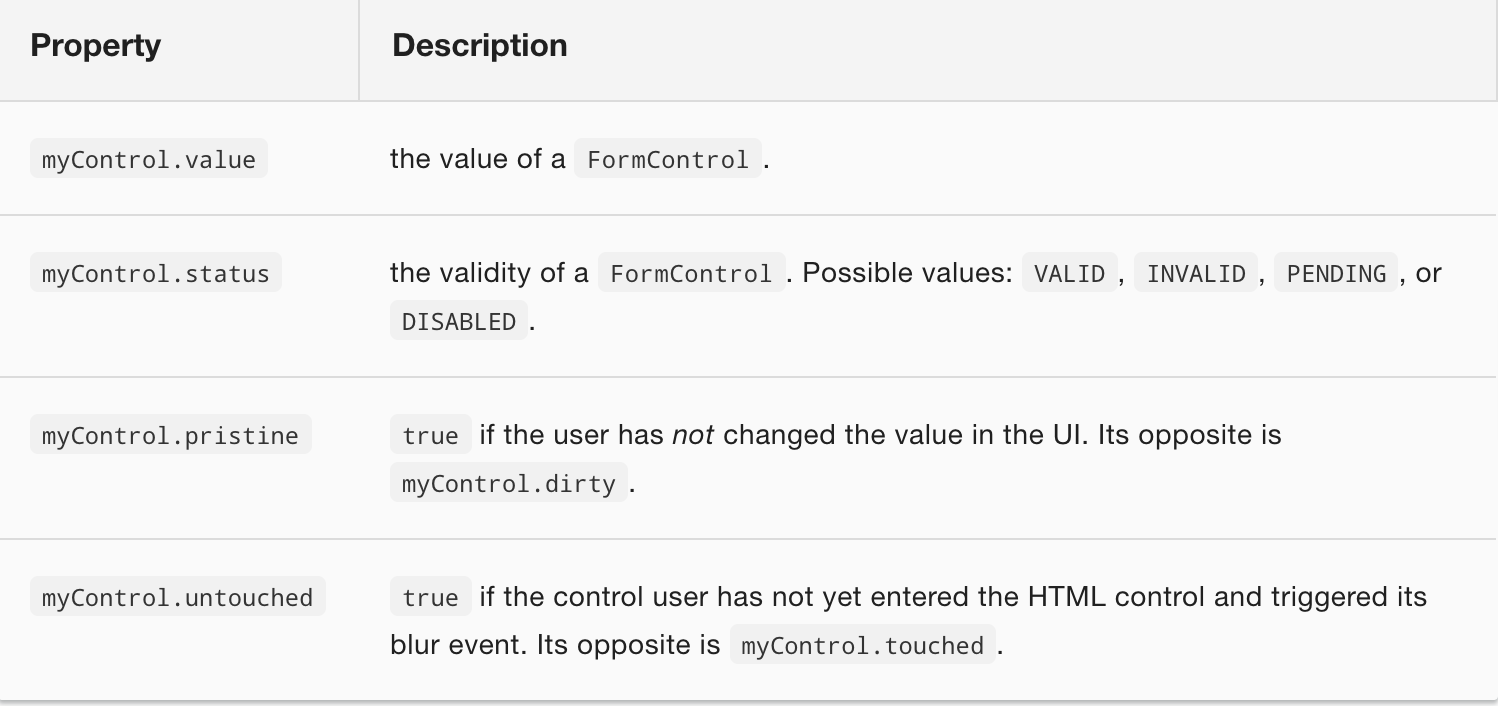 Property Description
myControl.value the value of a FormControl.
myControl.status the validity of a FormControl. Possible values: VALID, INVALID, PENDING, or
DISABLED.
myControl.pristine true if the user has not changed the value in the UI. Its opposite is
myControl.dirty.
myControl.untouched true if the control user has not yet entered the HTML control and triggered its
blur event. Its opposite is myControl.touched.